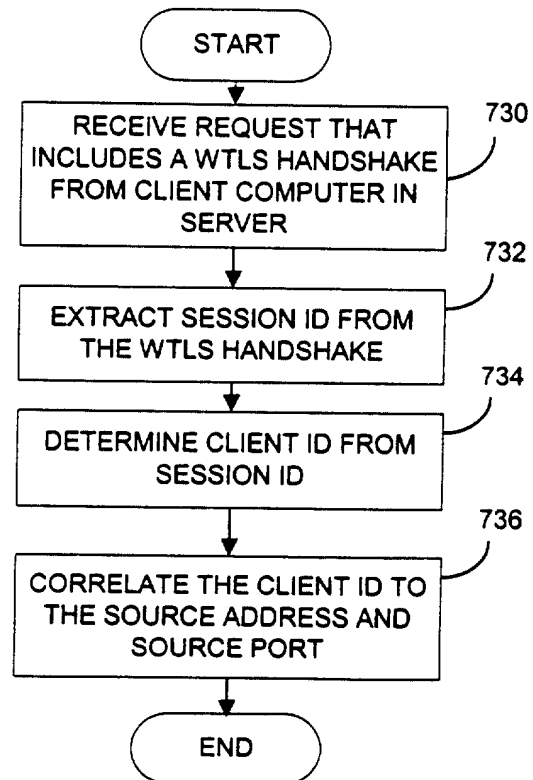 START
730
RECEIVE REQUEST THAT
INCLUDES A WTLS HANDSHAKE
FROM CLIENT COMPUTER IN
SERVER
732
EXTRACT SESSION ID FROM
THE WTLS HANDSHAKE
734
DETERMINE CLIENT ID FROM
SESSION ID
736
CORRELATE THE CLIENT ID TO
THE SOURCE ADDRESS AND
SOURCE PORT
END